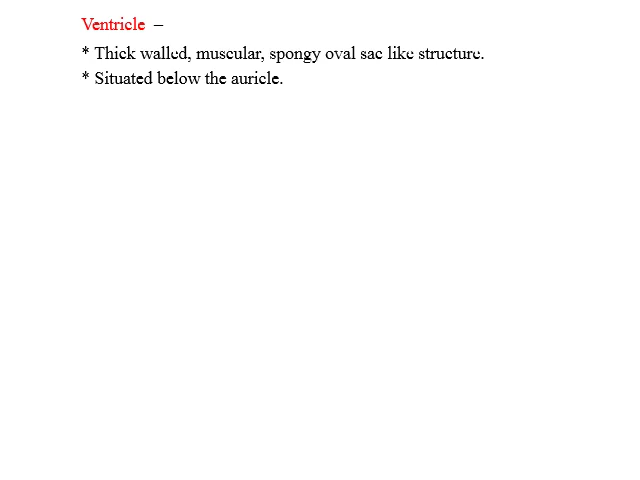 Ventricle –
* Thick walled, muscular, spongy oval sac like structure.
* Situated below the auricle.